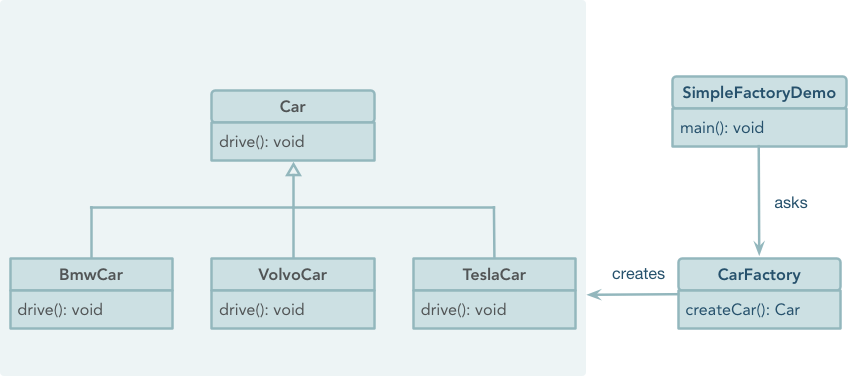 Car
drive(): void
SimpleFactoryDemo
main(): void
asks
BmwCar
drive(): void
VolvoCar
drive(): void
TeslaCar
drive(): void
creates
CarFactory
createCar(): Car